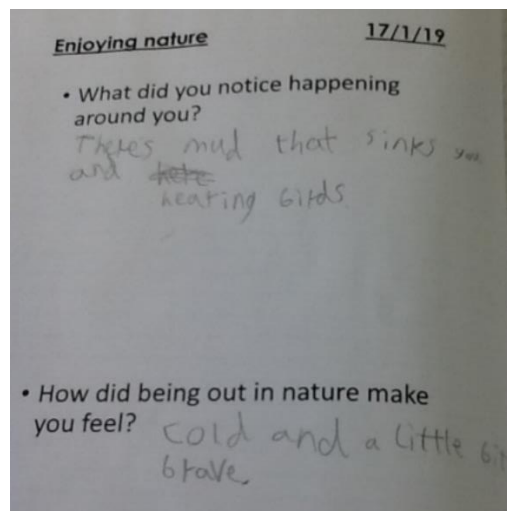 Enjoying nature
17/1/19
• What did you notice happening
around you?
Theres mud that sinks you
and
hearing birds.
• How did being out in nature make
you feel?
cold and a little bit
brave.